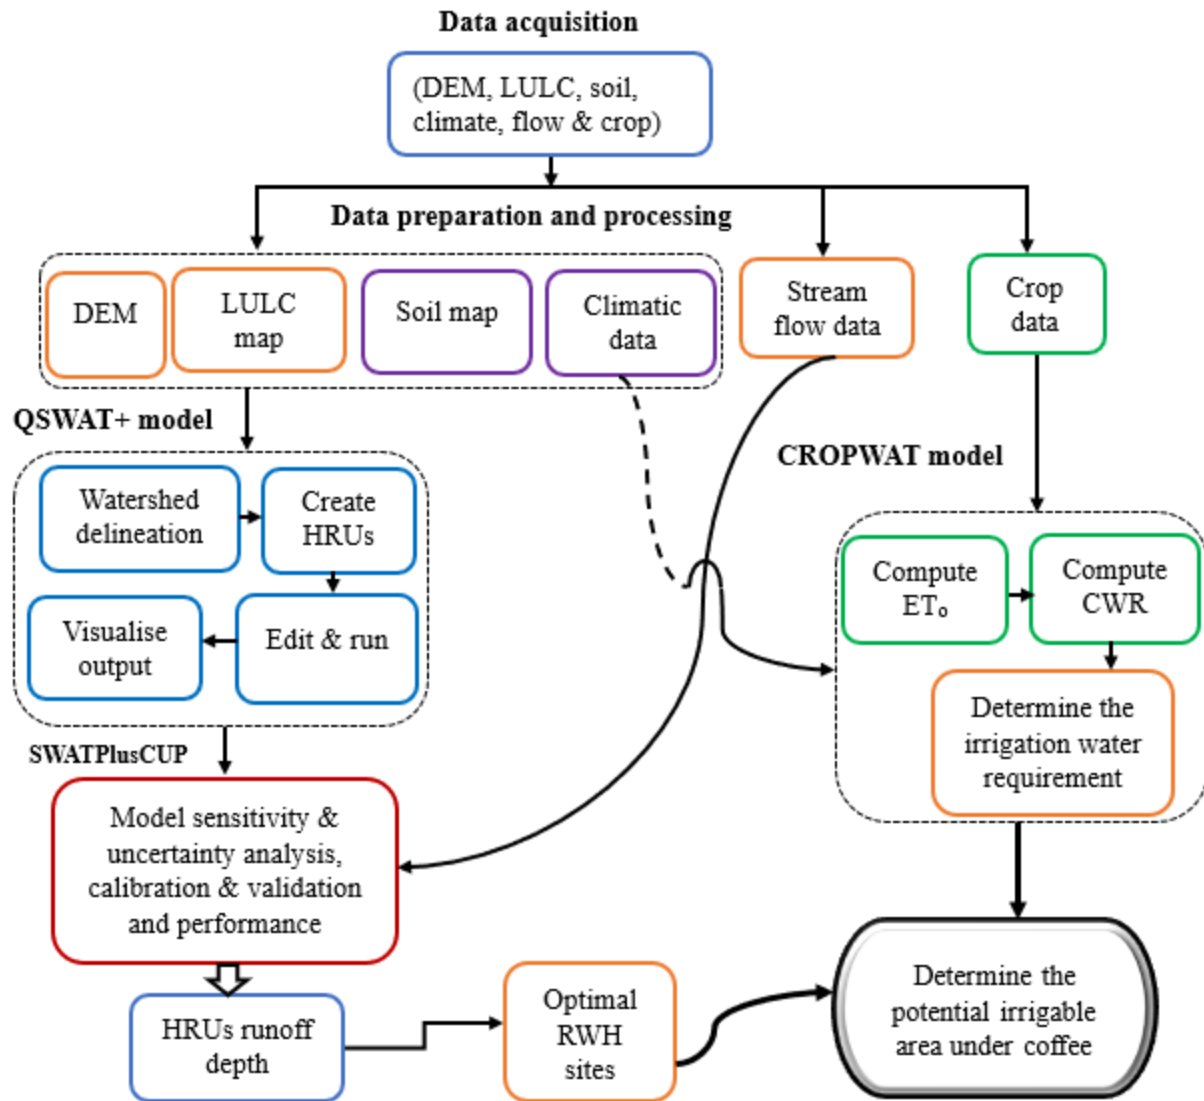 Data acquisition
(DEM, LULC, soil,
climate, flow & crop)
Data preparation and processing
DEM
LULC
map
Soil map
Climatic
data
Stream
flow data
Crop
data
QSWAT+ model
CROPWAT model
Watershed
delineation
Create
HRUs
Visualise
output
Edit & run
Compute
ETₒ
Compute
CWR
Determine the
irrigation water
requirement
SWATPlusCUP
Model sensitivity &
uncertainty analysis,
calibration & validation
and performance
HRUs runoff
depth
Optimal
RWH
sites
Determine the
potential irrigable
area under coffee